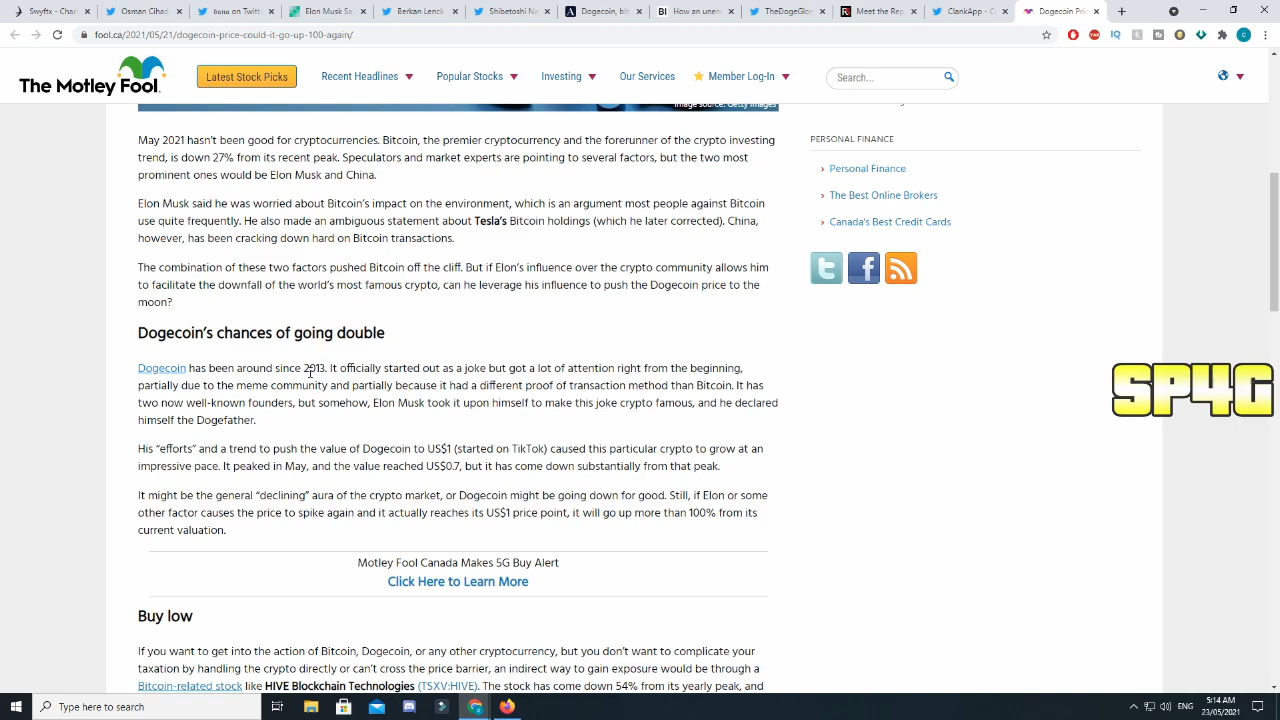 Swyftx - Chart
Osman Cihad
𝕓𝕖𝕫𝕦 on Twitt
Elon Musk Sa
Berkan Lenck
Shibetoshi Na
Dogecoin, bit
How an unem
TheDogeGlo
Meet the Rep
ClankApp - C
Dogecoin Pric
fool.ca/2021/05/21/dogecoin-price-could-it-go-up-100-again/
The Motley Fool.
Latest Stock Picks
Recent Headlines
Popular Stocks
Investing
Our Services
Member Log-In
Search...
Image source: Getty Images
May 2021 hasn't been good for cryptocurrencies. Bitcoin, the premier cryptocurrency and the forerunner of the crypto investing
trend, is down 27% from its recent peak. Speculators and market experts are pointing to several factors, but the two most
prominent ones would be Elon Musk and China.
Elon Musk said he was worried about Bitcoin's impact on the environment, which is an argument most people against Bitcoin
use quite frequently. He also made an ambiguous statement about Tesla's Bitcoin holdings (which he later corrected). China,
however, has been cracking down hard on Bitcoin transactions.
The combination of these two factors pushed Bitcoin off the cliff. But if Elon's influence over the crypto community allows him
to facilitate the downfall of the world's most famous crypto, can he leverage his influence to push the Dogecoin price to the
moon?
Dogecoin's chances of going double
Dogecoin has been around since 2013. It officially started out as a joke but got a lot of attention right from the beginning,
partially due to the meme community and partially because it had a different proof of transaction method than Bitcoin. It has
two now well-known founders, but somehow, Elon Musk took it upon himself to make this joke crypto famous, and he declared
himself the Dogefather.
His "efforts" and a trend to push the value of Dogecoin to US$1 (started on TikTok) caused this particular crypto to grow at an
impressive pace. It peaked in May, and the value reached US$0.7, but it has come down substantially from that peak.
It might be the general "declining" aura of the crypto market, or Dogecoin might be going down for good. Still, if Elon or some
other factor causes the price to spike again and it actually reaches its US$1 price point, it will go up more than 100% from its
current valuation.
Motley Fool Canada Makes 5G Buy Alert
Click Here to Learn More
Buy low
If you want to get into the action of Bitcoin, Dogecoin, or any other cryptocurrency, but you don't want to complicate your
taxation by handling the crypto directly or can't cross the price barrier, an indirect way to gain exposure would be through a
Bitcoin-related stock like HIVE Blockchain Technologies (TSXV:HIVE). The stock has come down 54% from its yearly peak, and
PERSONAL FINANCE
Personal Finance
The Best Online Brokers
Canada's Best Credit Cards
SP4G
Type here to search
ENG
5:14 AM
23/05/2021